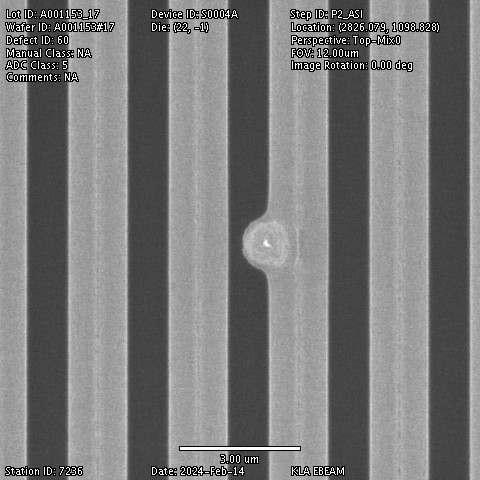 Lot ID: A001153_17
Wafer ID: A001153#17
Defect ID: 60
Manual Class: NA
ADC Class: 5
Comments: NA
Device ID: S0004A
Die: (22, -1)
Step ID: P2_ASI
Location: (2826.079, 1098.828)
Perspective: Top-Mix0
FOV: 12.00um
Image Rotation: 0.00 deg
3.00 um
Station ID: 7236
Date: 2024-Feb-14
KLA EBEAM